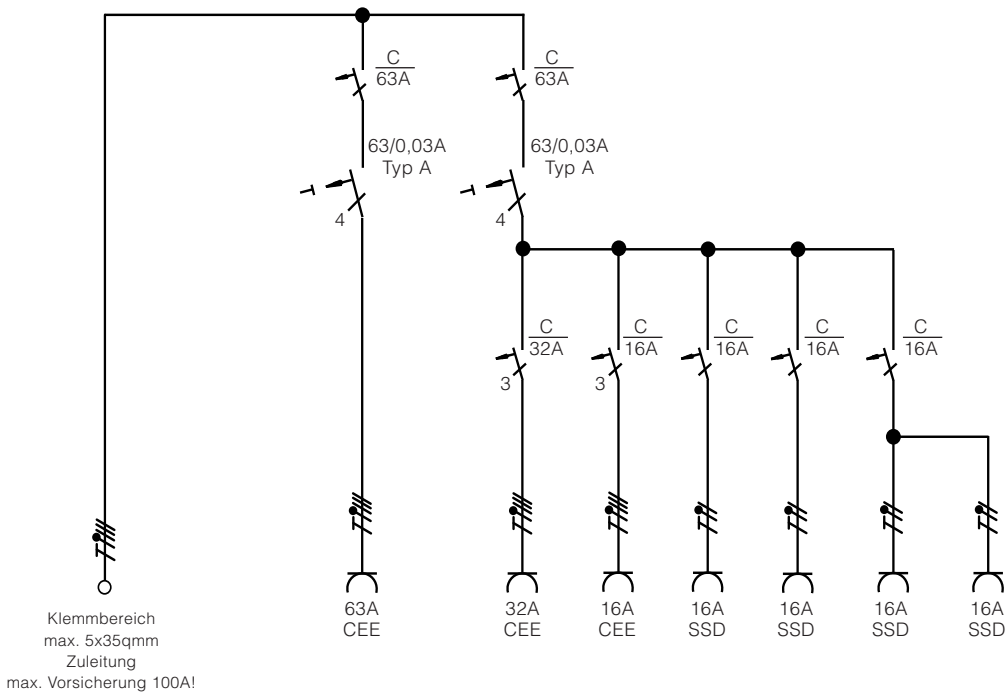 C
63A
C
63A
63/0,03A
Typ A
63/0,03A
Typ A
4
4
C
32A
C
16A
C
16A
C
16A
C
16A
3
3
63A
CEE
32A
CEE
16A
CEE
16A
SSD
16A
SSD
16A
SSD
16A
SSD
Klemmbereich
max. 5x35qmm
Zuleitung
max. Vorsicherung 100A!